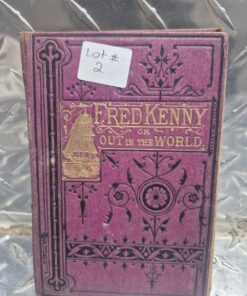 Lot #
2
FRED KENNY
OR
OUT IN THE WORLD.